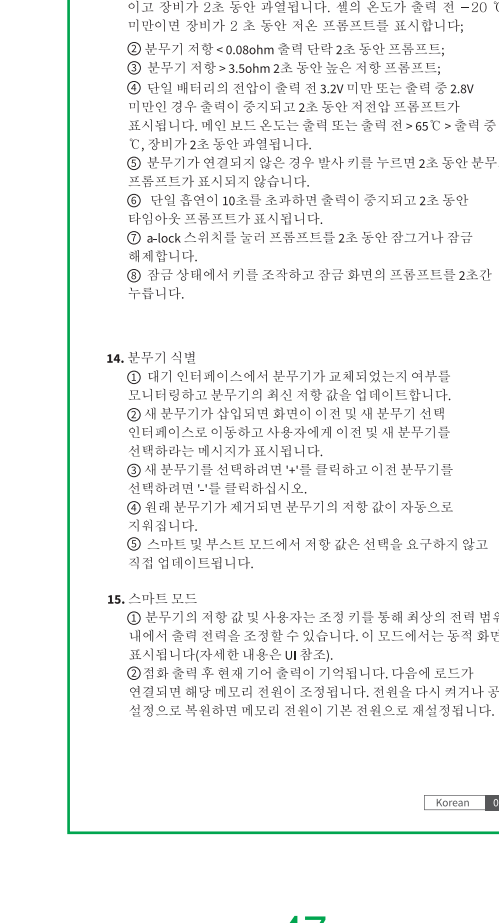 이고 장비가 2초 동안 과열됩니다. 셀의 온도가 출력 전 −20 ℃
미만이면 장비가 2 초 동안 저온 프롬프트를 표시합니다;
② 분무기 저항 < 0.08ohm 출력 단락 2초 동안 프롬프트;
③ 분무기 저항 > 3.5ohm 2초 동안 높은 저항 프롬프트;
④ 단일 배터리의 전압이 출력 전 3.2V 미만 또는 출력 중 2.8V
미만인 경우 출력이 중지되고 2초 동안 저전압 프롬프트가
표시됩니다. 메인 보드 온도는 출력 또는 출력 전 > 65℃ > 출력 중
℃, 장비가 2초 동안 과열됩니다.
⑤ 분무기가 연결되지 않은 경우 발사 키를 누르면 2초 동안 분무
프롬프트가 표시되지 않습니다.
⑥ 단일 흡연이 10초를 초과하면 출력이 중지되고 2초 동안
타임아웃 프롬프트가 표시됩니다.
⑦ a-lock 스위치를 눌러 프롬프트를 2초 동안 잠그거나 잠금
해제합니다.
⑧ 잠금 상태에서 키를 조작하고 잠금 화면의 프롬프트를 2초간
누릅니다.
14. 분무기 식별
① 대기 인터페이스에서 분무기가 교체되었는지 여부를
모니터링하고 분무기의 최신 저항 값을 업데이트합니다.
② 새 분무기가 삽입되면 화면이 이전 및 새 분무기 선택
인터페이스로 이동하고 사용자에게 이전 및 새 분무기를
선택하라는 메시지가 표시됩니다.
③ 새 분무기를 선택하려면 '+'를 클릭하고 이전 분무기를
선택하려면 '-'를 클릭하십시오.
④ 원래 분무기가 제거되면 분무기의 저항 값이 자동으로
지워집니다.
⑤ 스마트 및 부스트 모드에서 저항 값은 선택을 요구하지 않고
직접 업데이트됩니다.
15. 스마트 모드
① 분무기의 저항 값 및 사용자는 조정 키를 통해 최상의 전력 범위
내에서 출력 전력을 조정할 수 있습니다. 이 모드에서는 동적 화면
표시됩니다(자세한 내용은 UI 참조).
② 점화 출력 후 현재 기어 출력이 기억됩니다. 다음에 로드가
연결되면 해당 메모리 전원이 조정됩니다. 전원을 다시 켜거나 공
설정으로 복원하면 메모리 전원이 기본 전원으로 재설정됩니다.
Korean 0